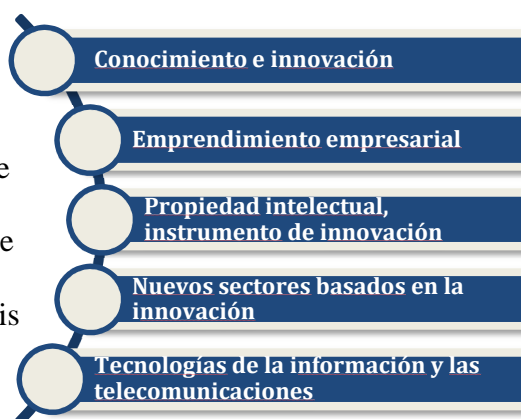 Conocimiento e innovación
Emprendimiento empresarial
e
Propiedad intelectual,
instrumento de innovación
e
Nuevos sectores basados en la
innovación
is
Tecnologías de la información y las
telecomunicaciones